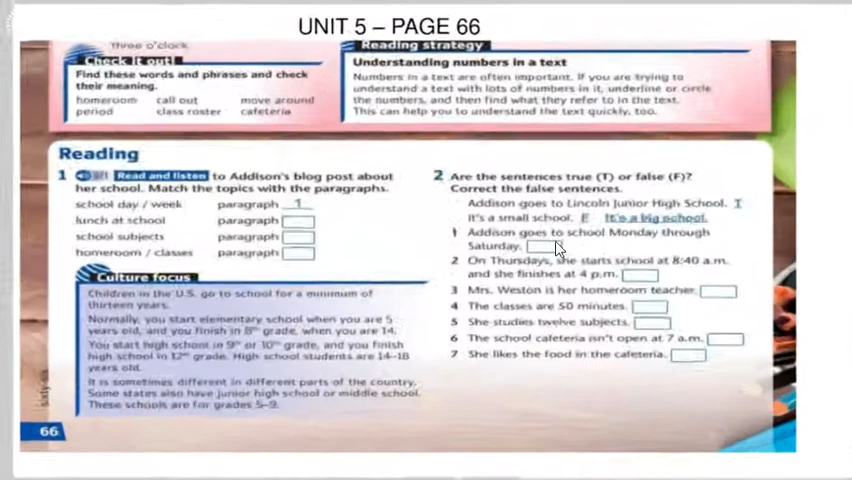 UNIT 5 – PAGE 66
Three o'clock
Check it out!
Find these words and phrases and check
their meaning.
homeroom call out move around
period class roster cafeteria
Reading strategy
Understanding numbers in a text
Numbers in a text are often important. If you are trying to
understand a text with lots of numbers in it, underline or circle
the numbers, and then find what they refer to in the text.
This can help you to understand the text quickly, too.
Reading
1 Read and listen to Addison's blog post about
her school. Match the topics with the paragraphs.
school day / week paragraph 1
lunch at school paragraph
school subjects paragraph
homeroom / classes paragraph
Culture focus
Children in the U.S. go to school for a minimum of
thirteen years.
Normally, you start elementary school when you are 5
years old, and you finish in 8th grade, when you are 14.
You start high school in 9th or 10th grade, and you finish
high school in 12th grade. High school students are 14–18
years old.
It is sometimes different in different parts of the country.
Some states also have junior high school or middle school.
These schools are for grades 5–9.
2 Are the sentences true (T) or false (F)?
Correct the false sentences.
Addison goes to Lincoln Junior High School. T
It's a small school. F It's a big school.
1 Addison goes to school Monday through
Saturday.
2 On Thursdays, she starts school at 8:40 a.m.
and she finishes at 4 p.m.
3 Mrs. Weston is her homeroom teacher.
4 The classes are 50 minutes.
5 She studies twelve subjects.
6 The school cafeteria isn't open at 7 a.m.
7 She likes the food in the cafeteria.
66